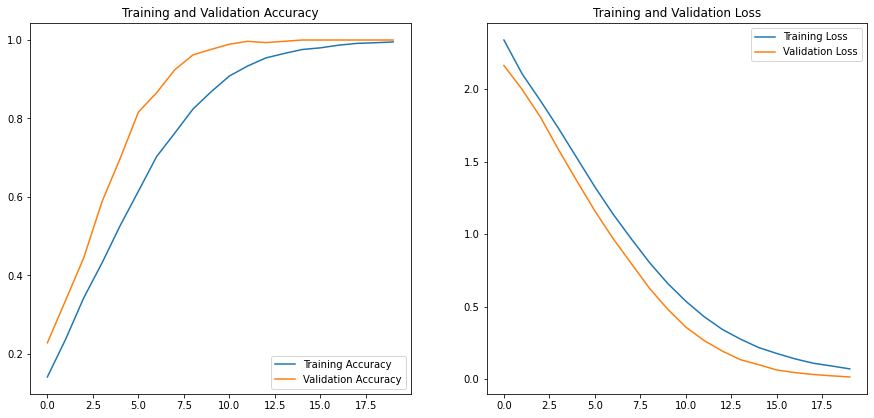 Training and Validation Accuracy
1.0
0.8
0.6
0.4
0.2
0.0 2.5 5.0 7.5 10.0 12.5 15.0 17.5
Training Accuracy
Validation Accuracy
Training and Validation Loss
2.0
1.5
1.0
0.5
0.0
0.0 2.5 5.0 7.5 10.0 12.5 15.0 17.5
Training Loss
Validation Loss